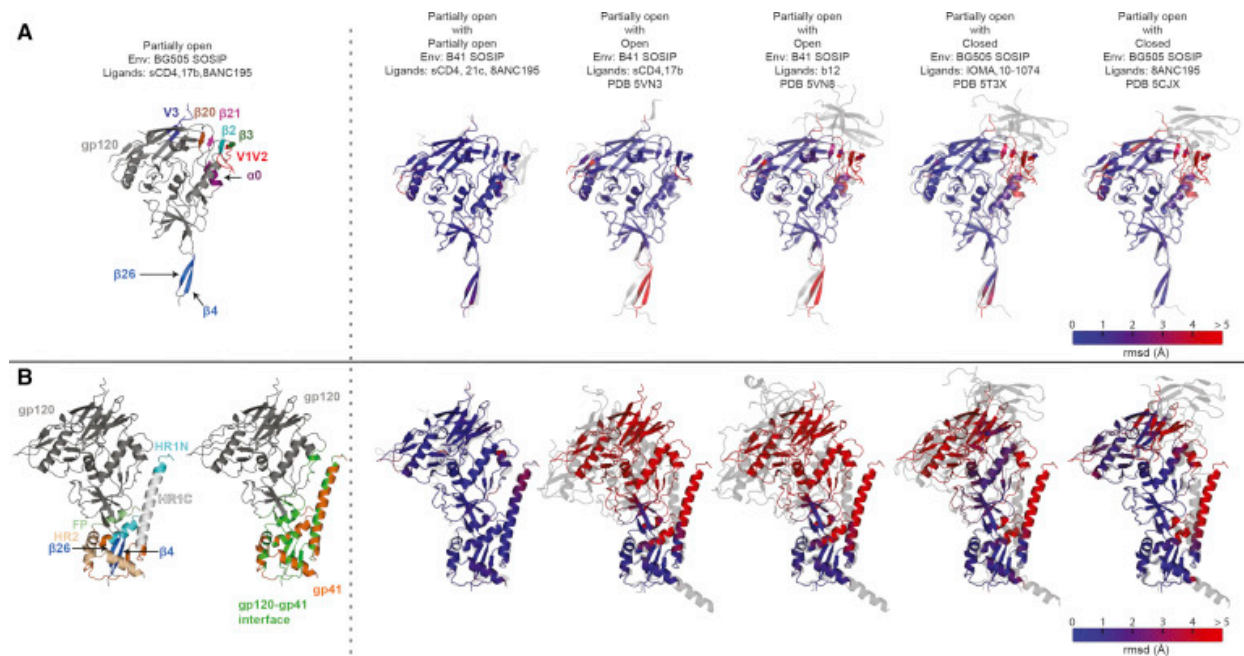 A
Partially open
Env: BG505 SOSIP
Ligands: sCD4,17b,8ANC195
Partially open
with
Partially open
Env: B41 SOSIP
Ligands: sCD4, 21c, 8ANC195
Partially open
with
Open
Env: B41 SOSIP
Ligands: sCD4,17b
PDB 5VN3
Partially open
with
Open
Env: B41 SOSIP
Ligands: b12
PDB 5VN8
Partially open
with
Closed
Env: BG505 SOSIP
Ligands: IOMA,10-1074
PDB 5T3X
Partially open
with
Closed
Env: BG505 SOSIP
Ligands: 8ANC195
PDB 5CJX
V3 β20 β21
β2
β3
gp120
V1V2
α0
β26
β4
0 1 2 3 4 > 5
rmsd (Å)
B
gp120
HR1N
HR1C
FP
HR2
β26
β4
gp120
gp41
gp120-gp41
interface
0 1 2 3 4 > 5
rmsd (Å)